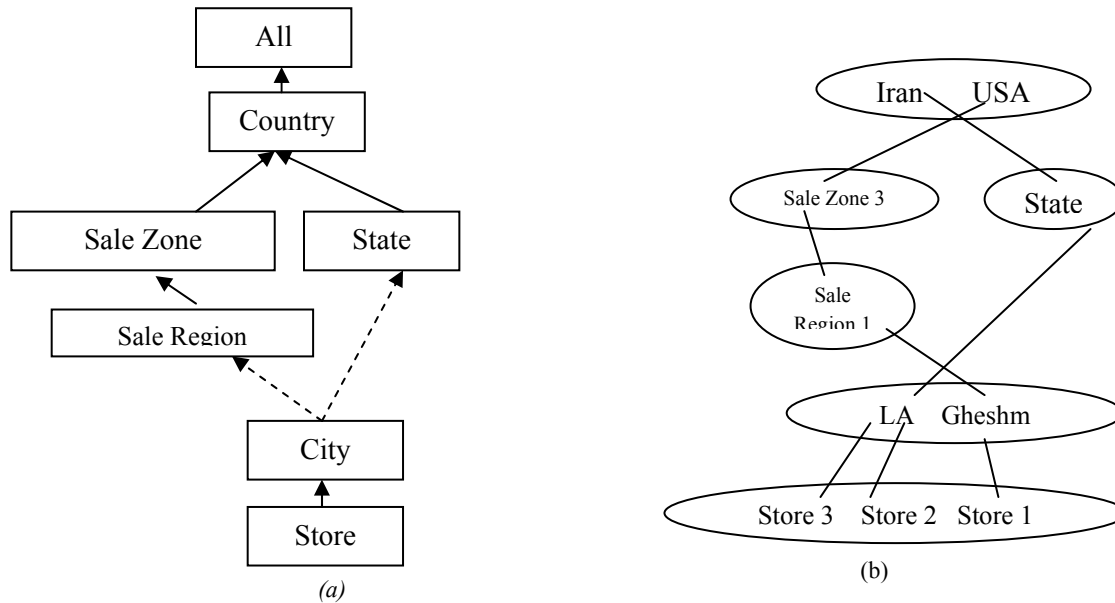 All
Country
Sale Zone
State
Sale Region
City
Store
(a)
Iran USA
Sale Zone 3
State
Sale
Region 1
LA Gheshm
Store 3 Store 2 Store 1
(b)